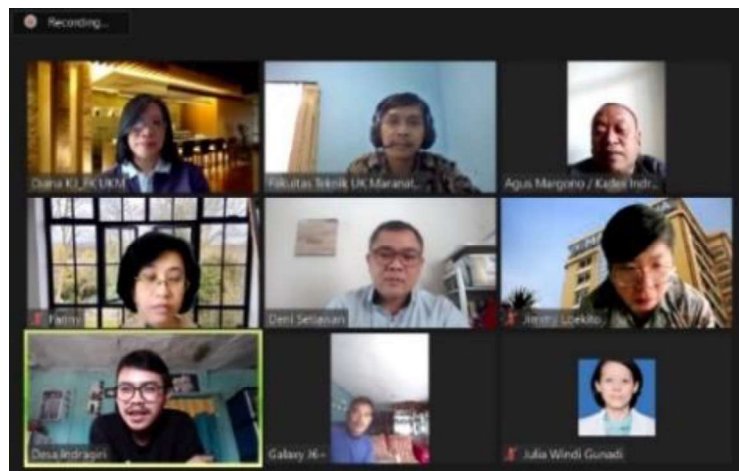 Recording...
Diana KJ_FK UKM
Fakultas Teknik UK Maranat...
Agus Margono / Kades Indr...
Fanny
Deni Setiawan
Jimmy Loekito
Desa Indragiri
Galaxy J6+
Julia Windi Gunadi